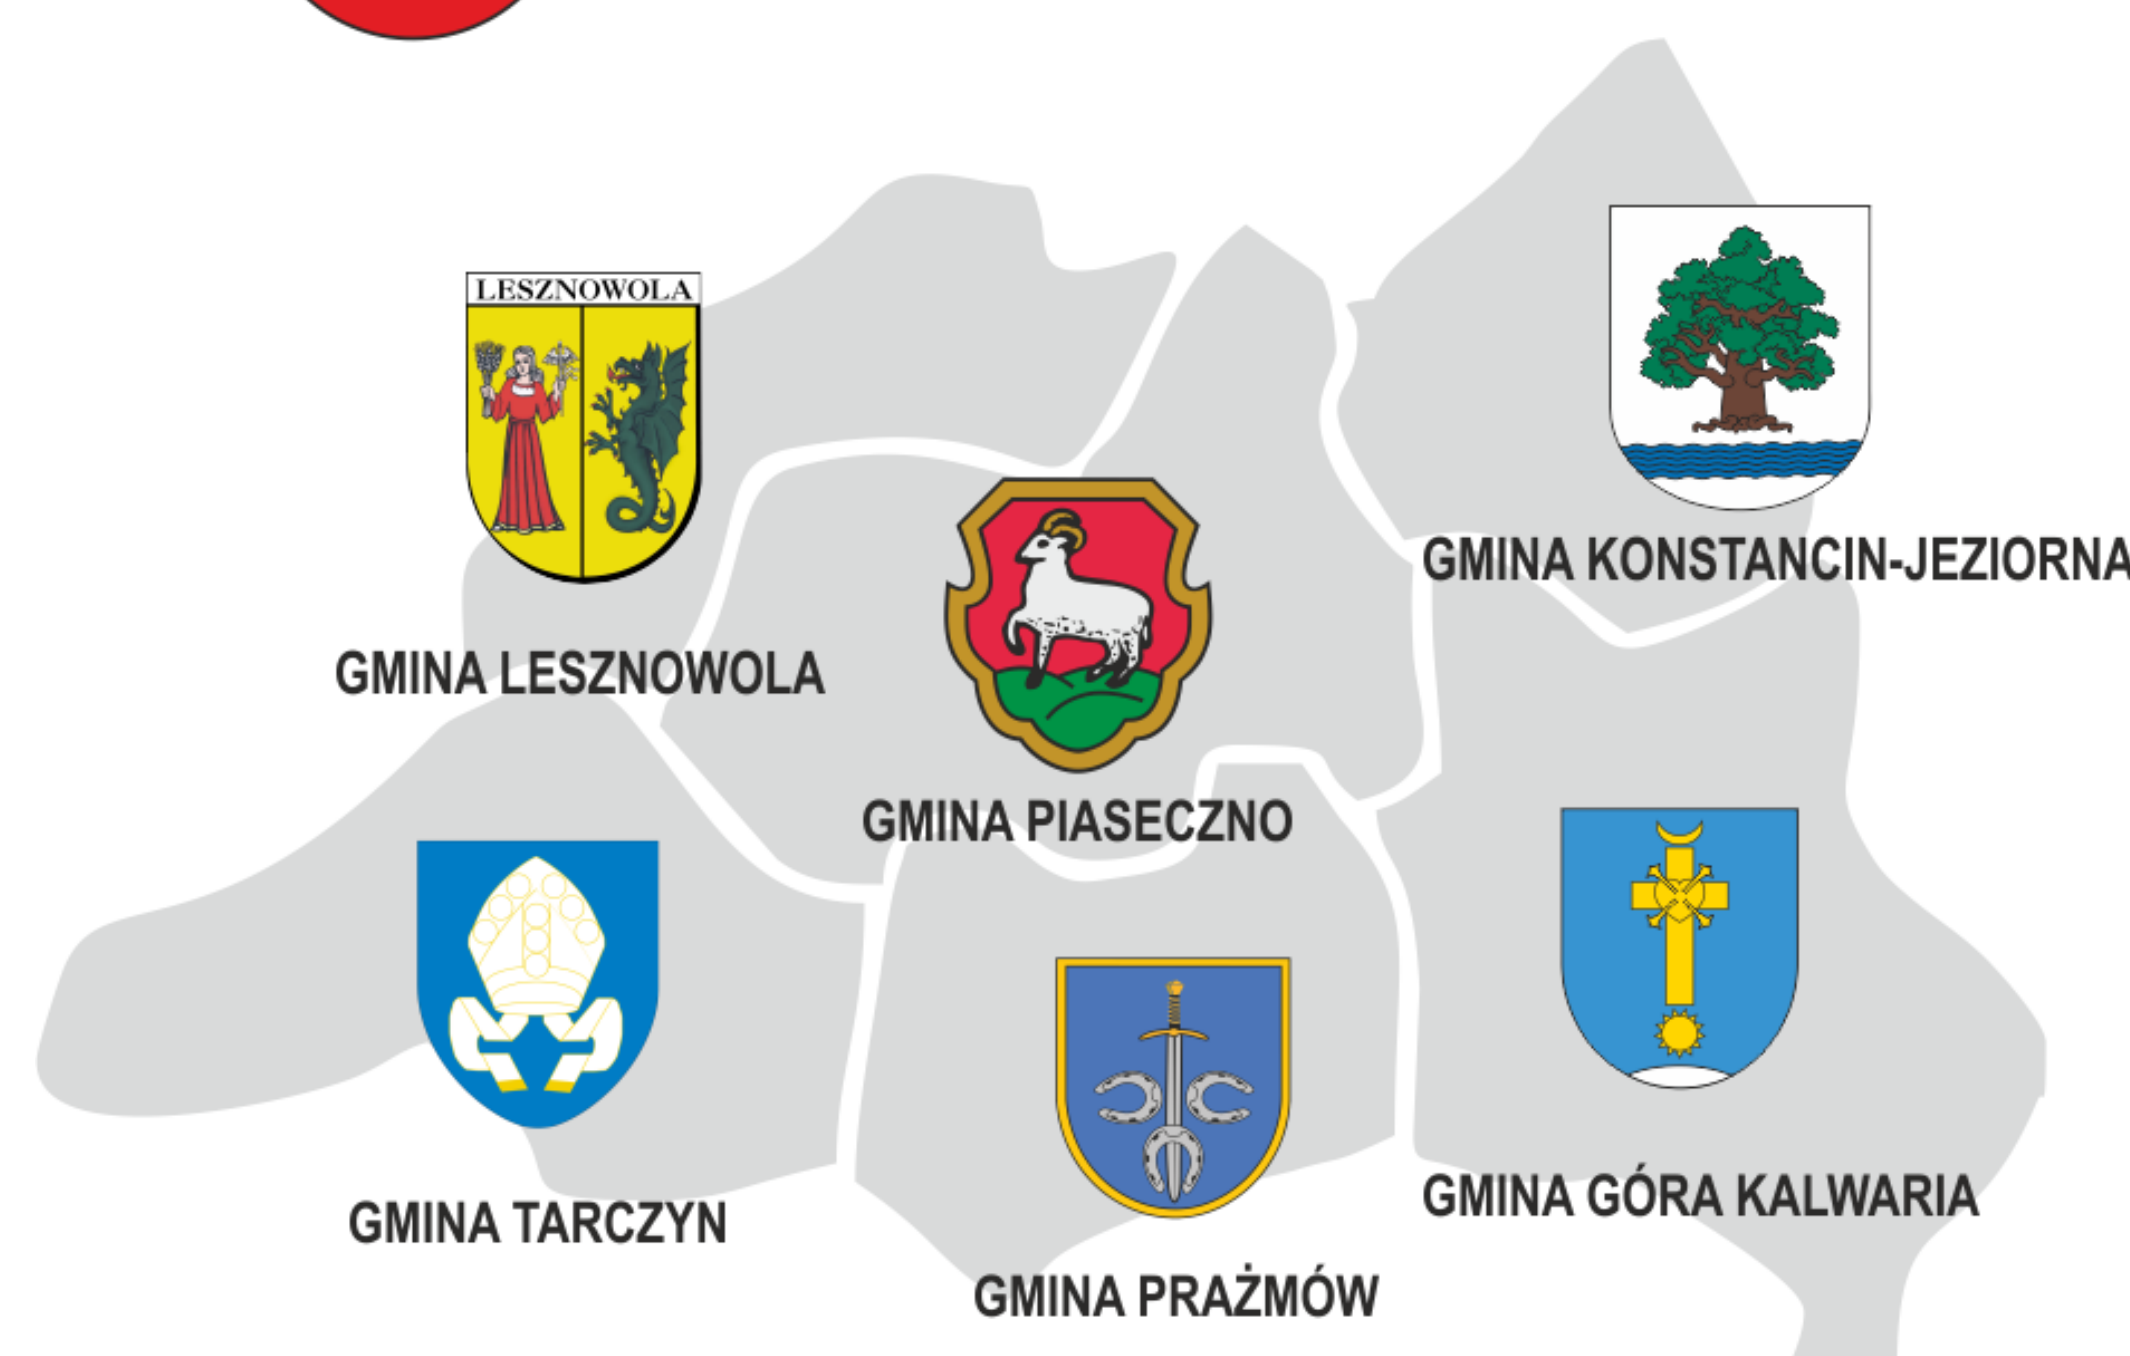 LESZNOWOLA
GMINA KONSTANCIN-JEZIORNA
GMINA LESZNOWOLA
GMINA PIASECZNO
GMINA GÓRA KALWARIA
GMINA TARCZYN
GMINA PRAŻMÓW